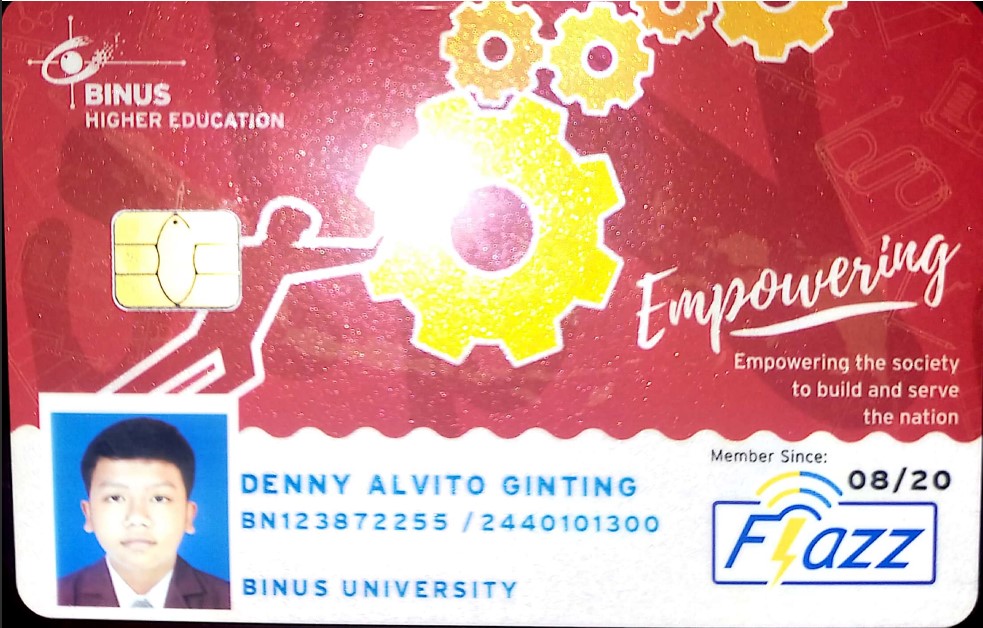 BINUS
HIGHER EDUCATION
Empowering
Empowering the society
to build and serve
the nation
Member Since:
08/20
DENNY ALVITO GINTING
BN123872255 /2440101300
BINUS UNIVERSITY
Flazz